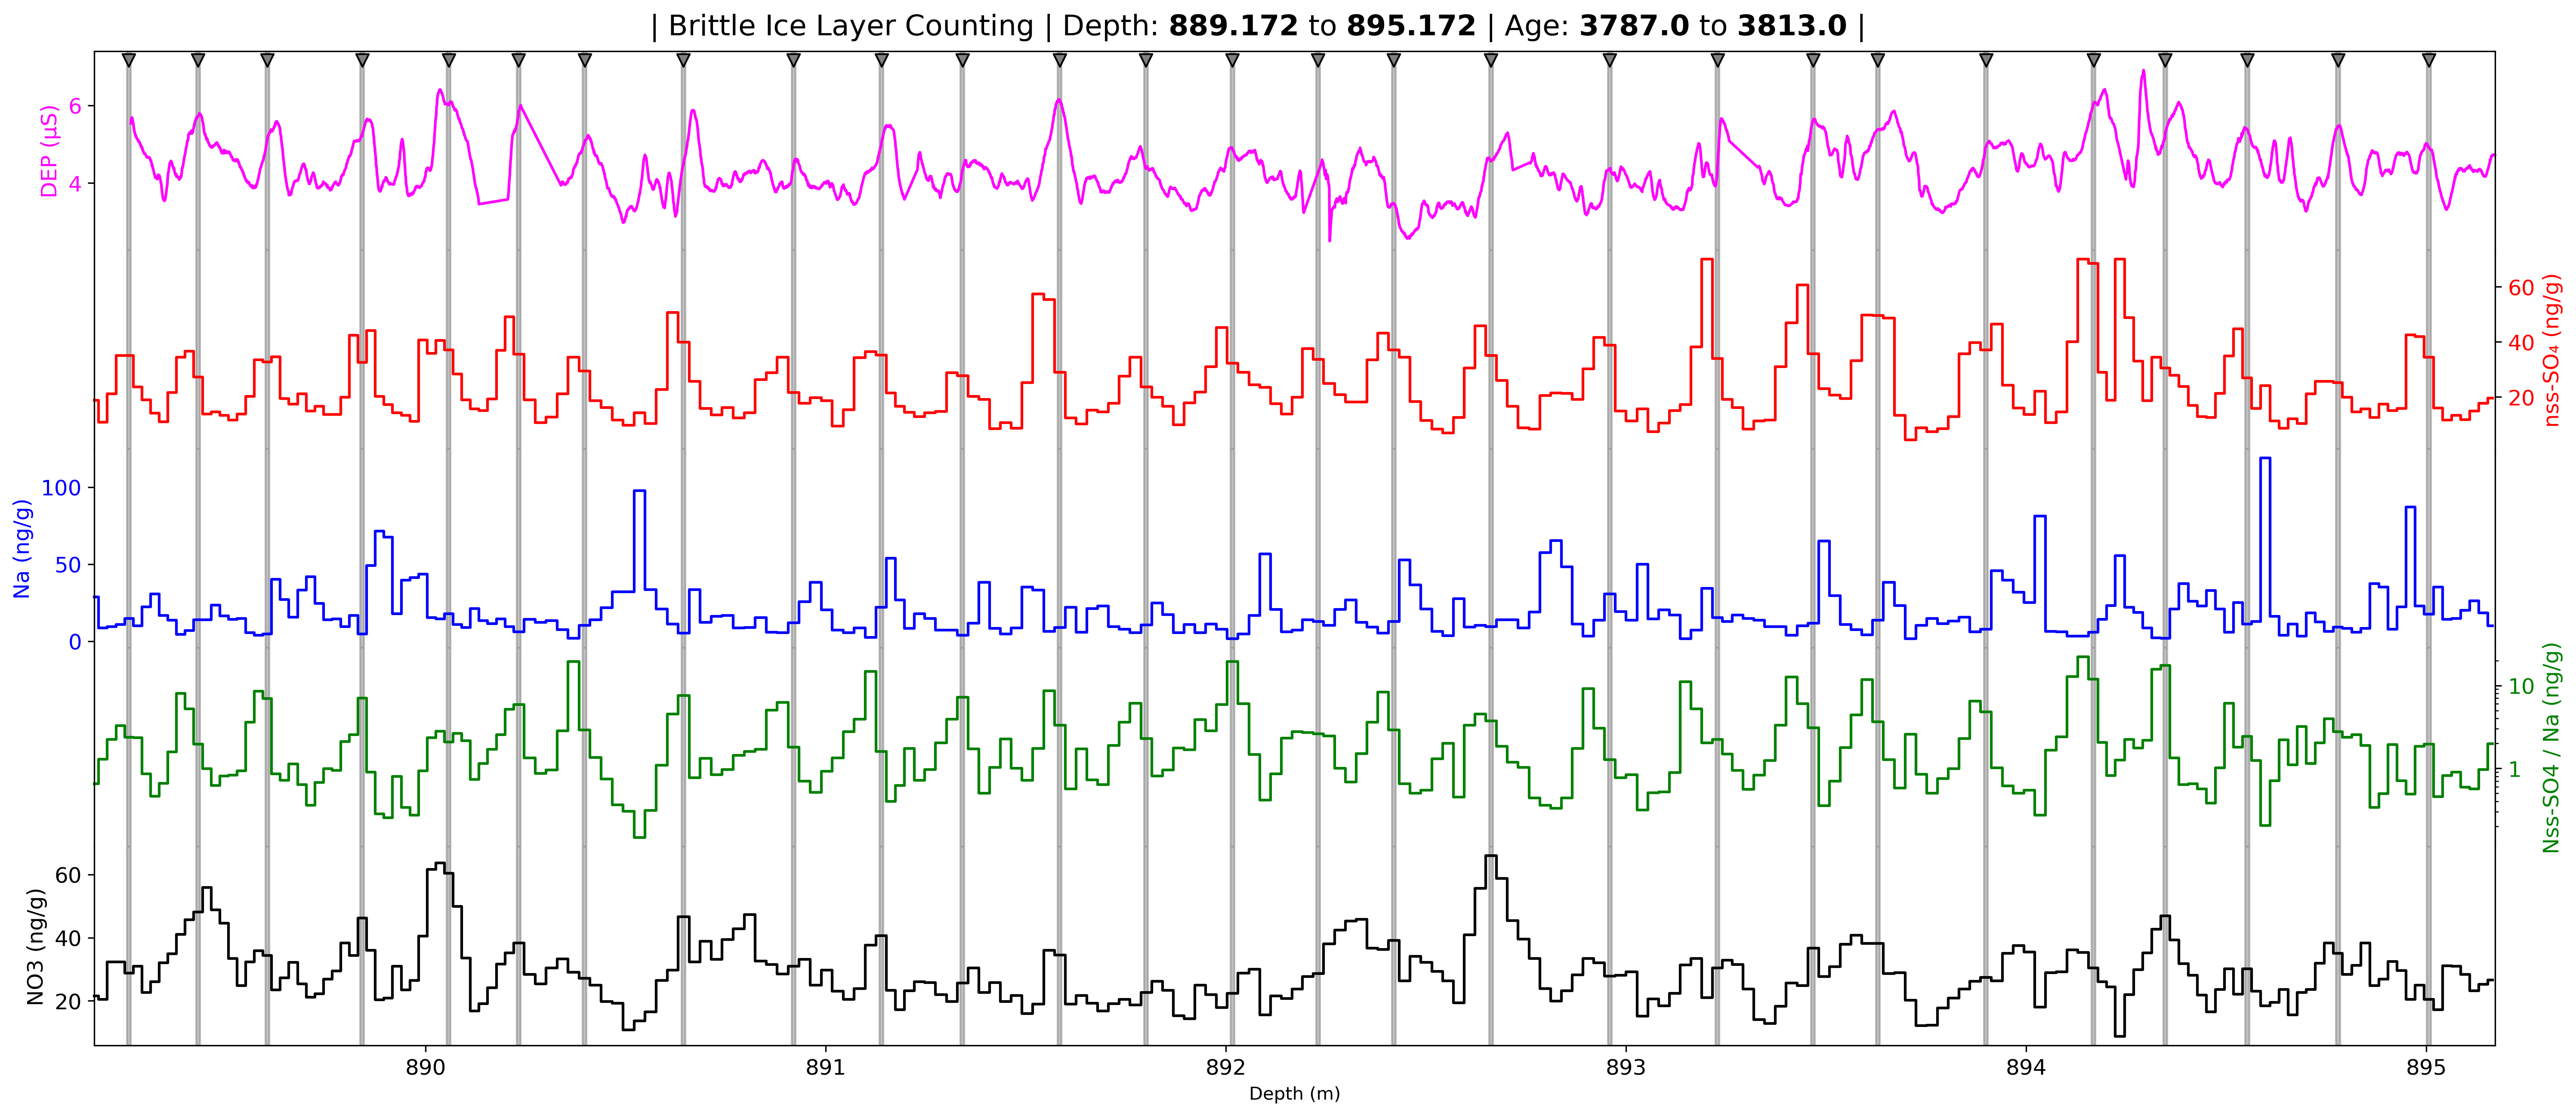 | Brittle Ice Layer Counting | Depth: 889.172 to 895.172 | Age: 3787.0 to 3813.0 |
DEP (µS)
6
4
60
40
20
nss-SO₄ (ng/g)
Na (ng/g)
100
50
0
10
1
Nss-SO4 / Na (ng/g)
NO3 (ng/g)
60
40
20
890
891
892
893
894
895
Depth (m)